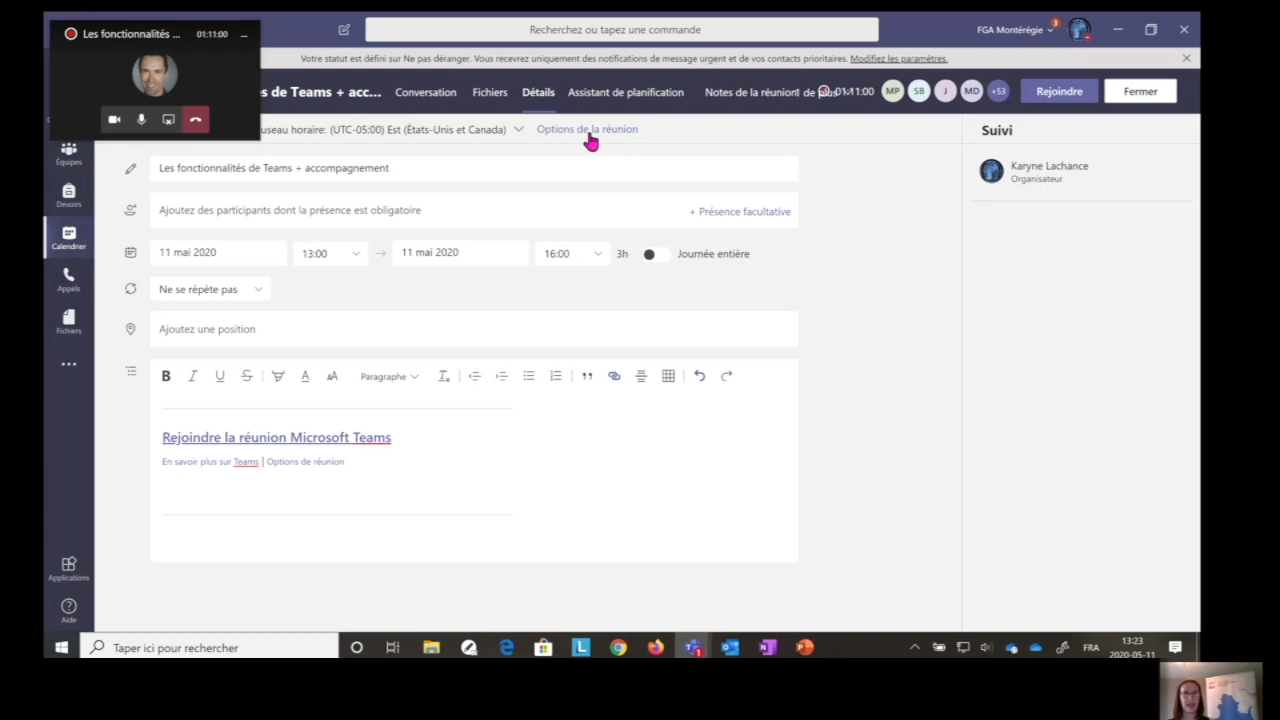 Les fonctionnalités ... 01:11:00
Recherchez ou tapez une commande
FGA Montérégie 3
Votre statut est défini sur Ne pas déranger. Vous recevrez uniquement des notifications de message urgent et de vos contacts prioritaires. Modifiez les paramètres.
s de Teams + acc... Conversation Fichiers Détails Assistant de planification Notes de la réunion 1 de plus 01:11:00 MP SB J MD +53 Rejoindre Fermer
useau horaire: (UTC-05:00) Est (États-Unis et Canada) Options de la réunion
Suivi
Équipes
Devoirs
Calendrier
Appels
Fichiers
Les fonctionnalités de Teams + accompagnement
Karyne Lachance
Organisateur
Ajoutez des participants dont la présence est obligatoire + Présence facultative
11 mai 2020 13:00 11 mai 2020 16:00 3h Journée entière
Ne se répète pas
Ajoutez une position
B I U S A AA Paragraphe
Rejoindre la réunion Microsoft Teams
En savoir plus sur Teams | Options de réunion
Applications
Aide
Taper ici pour rechercher
FRA
13:23
2020-05-11